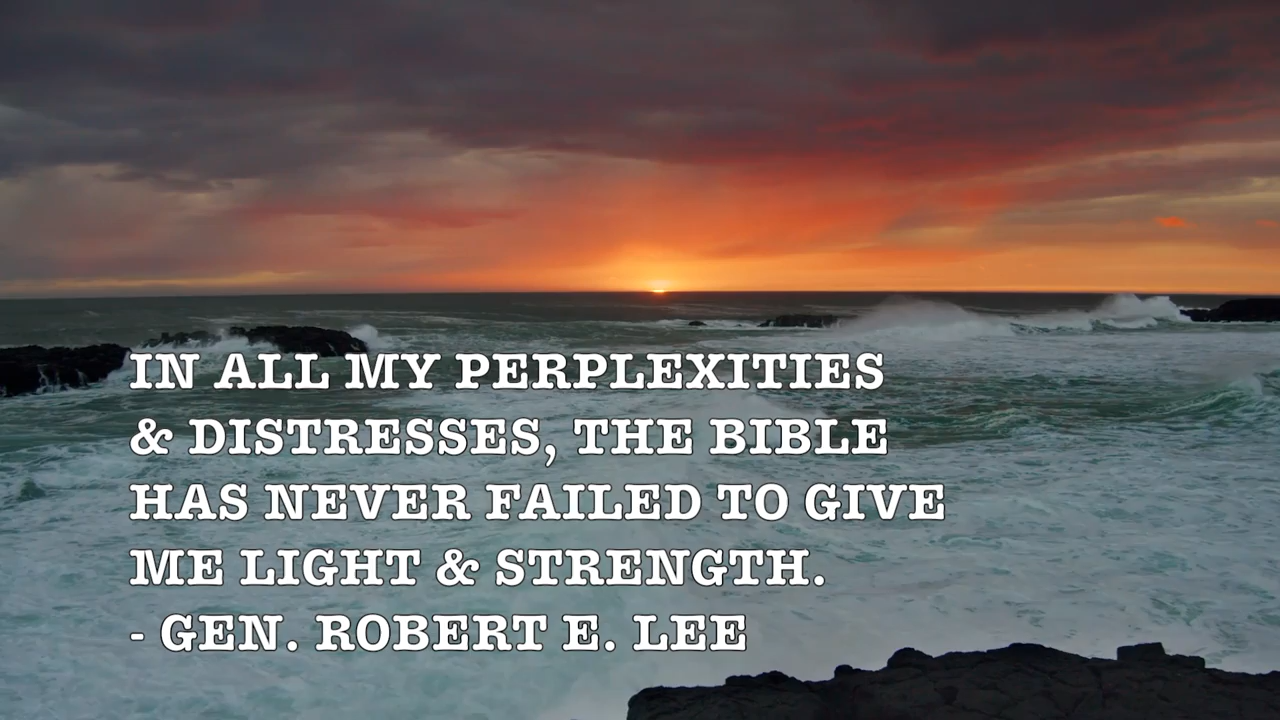 IN ALL MY PERPLEXITIES
& DISTRESSES, THE BIBLE
HAS NEVER FAILED TO GIVE
ME LIGHT & STRENGTH.
- GEN. ROBERT E. LEE